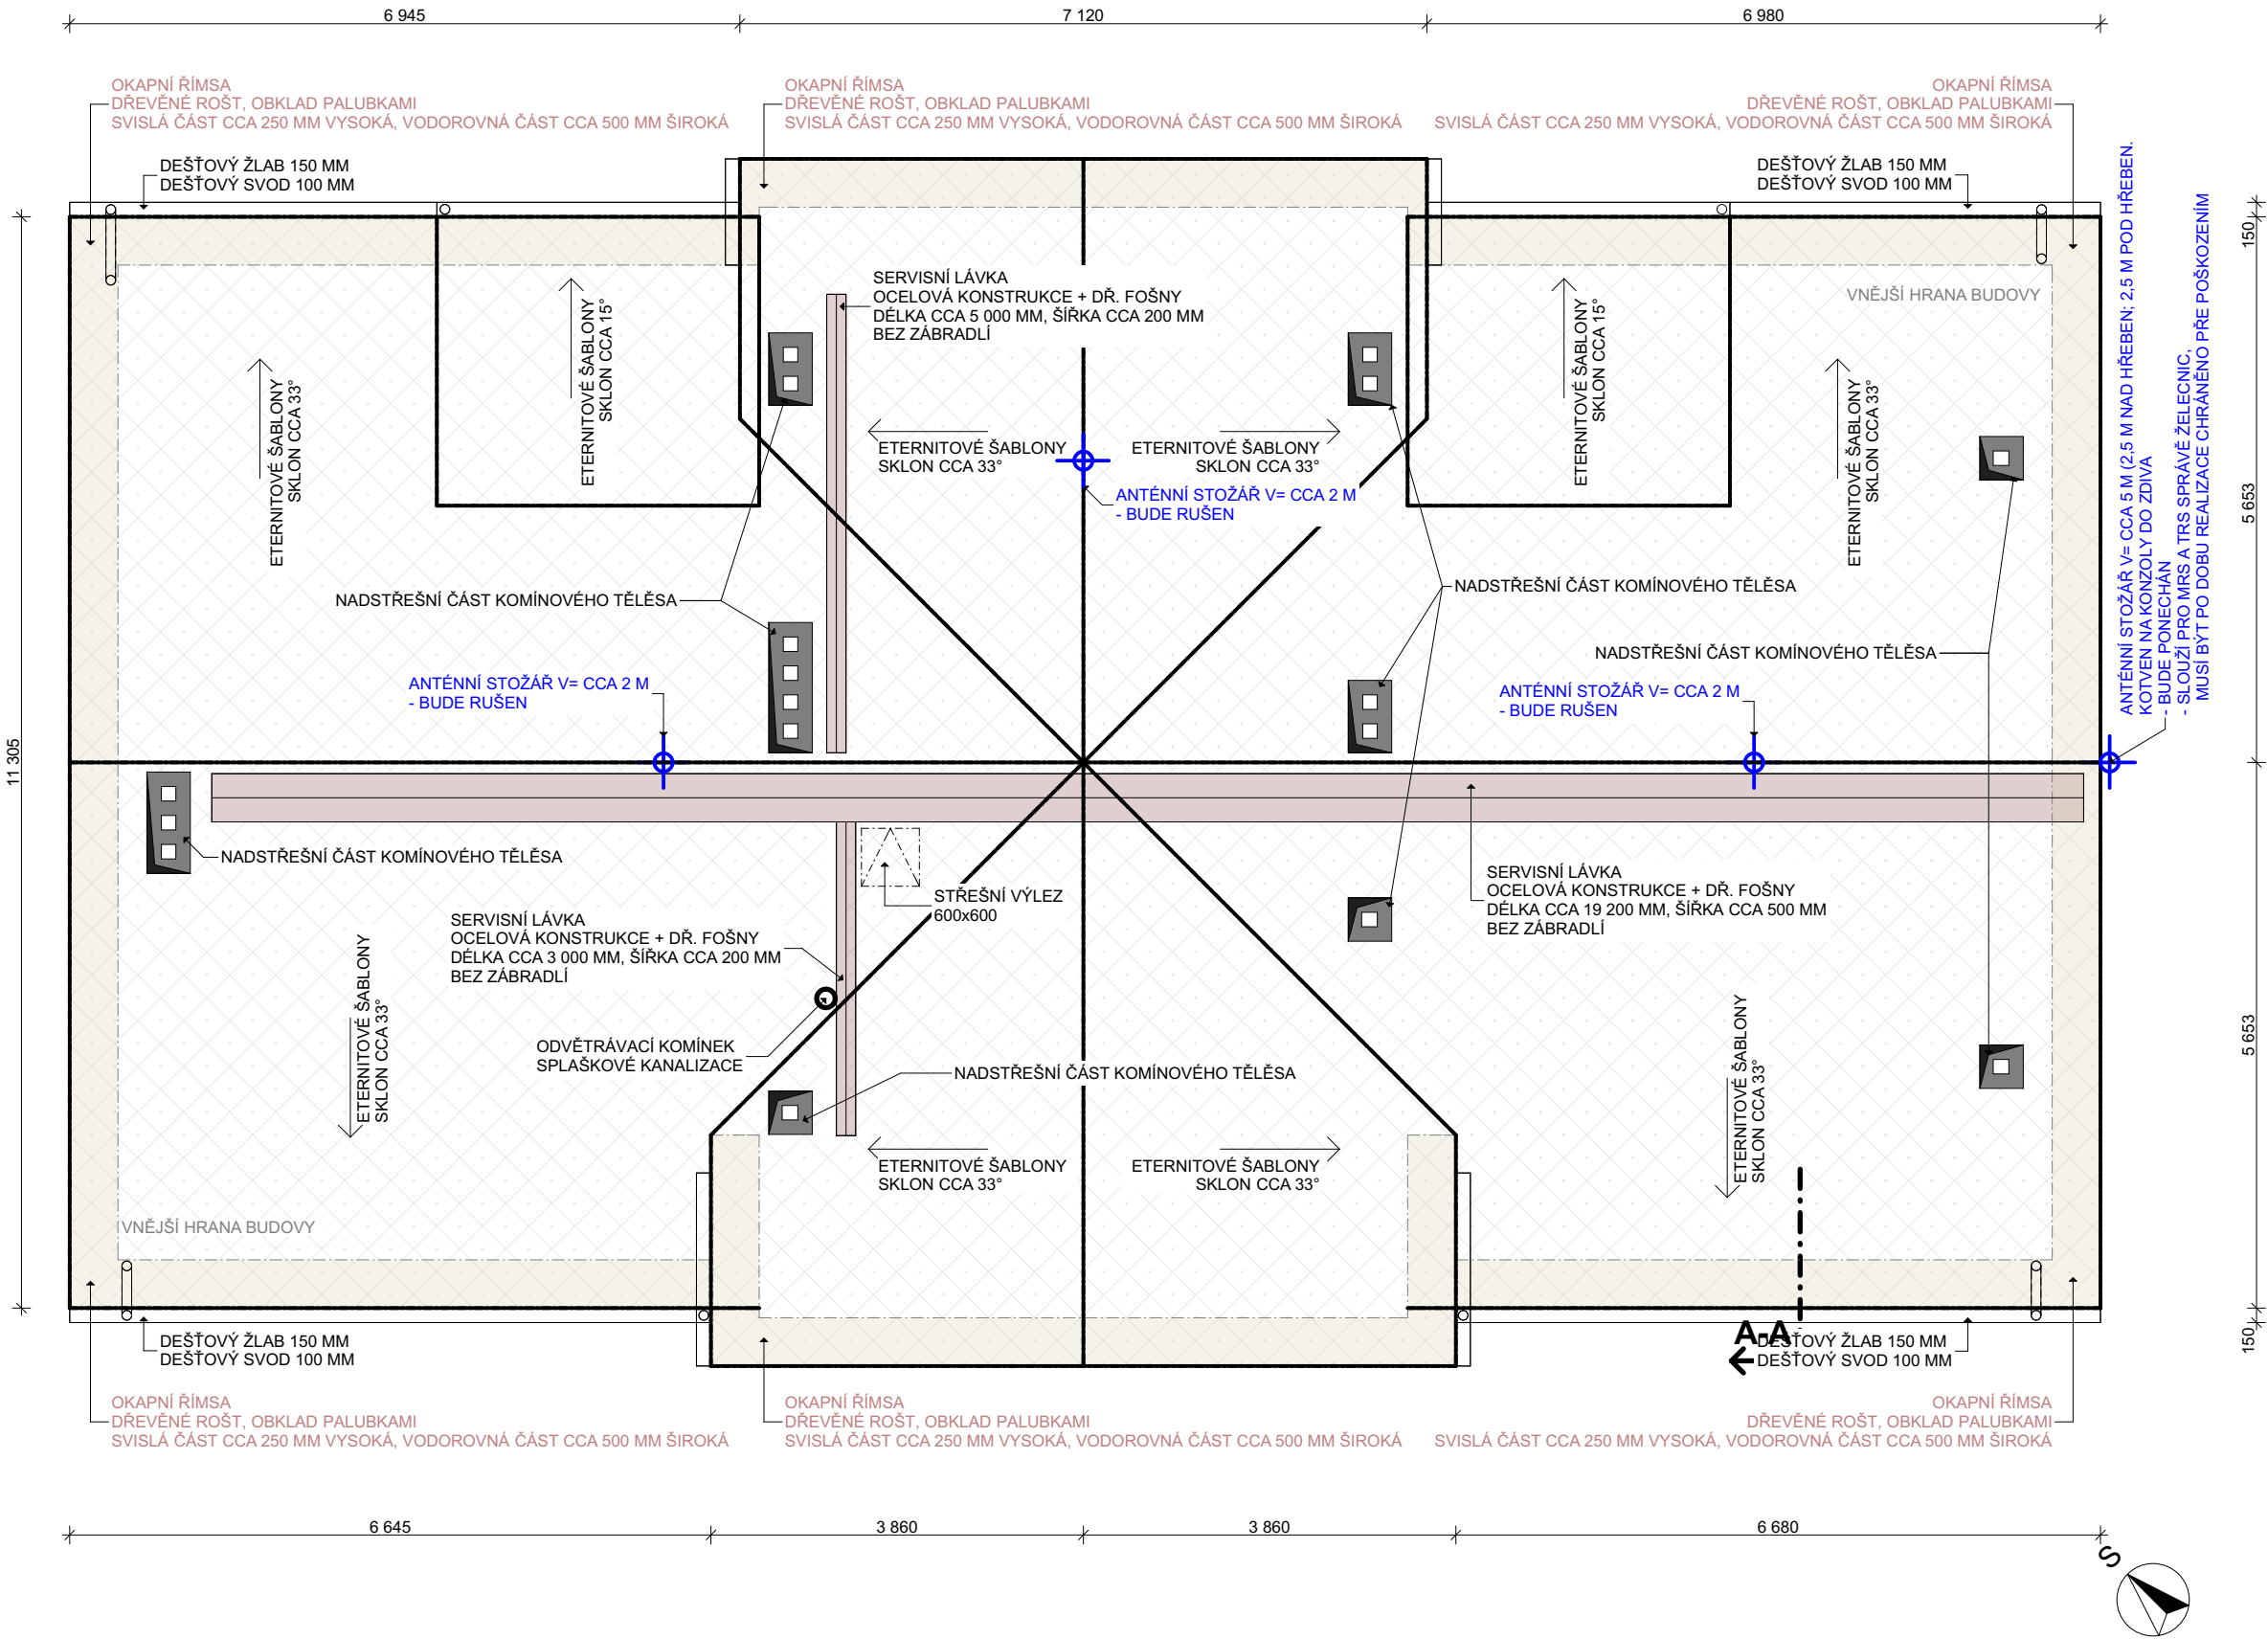 6 945
7 120
6 980
OKAPNÍ ŘÍMSA
DŘEVĚNÉ ROŠT, OBKLAD PALUBKAMI
SVISLÁ ČÁST CCA 250 MM VYSOKÁ, VODOROVNÁ ČÁST CCA 500 MM ŠIROKÁ
OKAPNÍ ŘÍMSA
DŘEVĚNÉ ROŠT, OBKLAD PALUBKAMI
SVISLÁ ČÁST CCA 250 MM VYSOKÁ, VODOROVNÁ ČÁST CCA 500 MM ŠIROKÁ
OKAPNÍ ŘÍMSA
DŘEVĚNÉ ROŠT, OBKLAD PALUBKAMI
SVISLÁ ČÁST CCA 250 MM VYSOKÁ, VODOROVNÁ ČÁST CCA 500 MM ŠIROKÁ
DEŠŤOVÝ ŽLAB 150 MM
DEŠŤOVÝ SVOD 100 MM
DEŠŤOVÝ ŽLAB 150 MM
DEŠŤOVÝ SVOD 100 MM
SERVISNÍ LÁVKA
OCELOVÁ KONSTRUKCE + DŘ. FOŠNY
DÉLKA CCA 5 000 MM, ŠÍŘKA CCA 200 MM
BEZ ZÁBRADLÍ
VNĚJŠÍ HRANA BUDOVY
ETERNITOVÉ ŠABLONY
SKLON CCA 33°
ETERNITOVÉ ŠABLONY
SKLON CCA 15°
ETERNITOVÉ ŠABLONY
SKLON CCA 33°
ETERNITOVÉ ŠABLONY
SKLON CCA 33°
ETERNITOVÉ ŠABLONY
SKLON CCA 15°
ETERNITOVÉ ŠABLONY
SKLON CCA 33°
ANTÉNNÍ STOŽÁŘ V= CCA 2 M
- BUDE RUŠEN
ANTÉNNÍ STOŽÁŘ V= CCA 5 M (2,5 M NAD HŘEBEN; 2,5 M POD HŘEBEN.
KOTVEN NA KONZOLY DO ZDIVA
- BUDE PONECHÁN
- SLOUŽÍ PRO MRS A TRS SPRÁVĚ ŽELECNIC,
MUSÍ BÝT PO DOBU REALIZACE CHRÁNĚNO PŘE POŠKOZENÍM
150
5 653
11 305
5 653
150
NADSTŘEŠNÍ ČÁST KOMÍNOVÉHO TĚLĚSA
NADSTŘEŠNÍ ČÁST KOMÍNOVÉHO TĚLĚSA
NADSTŘEŠNÍ ČÁST KOMÍNOVÉHO TĚLĚSA
ANTÉNNÍ STOŽÁŘ V= CCA 2 M
- BUDE RUŠEN
ANTÉNNÍ STOŽÁŘ V= CCA 2 M
- BUDE RUŠEN
NADSTŘEŠNÍ ČÁST KOMÍNOVÉHO TĚLĚSA
STŘEŠNÍ VÝLEZ
600x600
SERVISNÍ LÁVKA
OCELOVÁ KONSTRUKCE + DŘ. FOŠNY
DÉLKA CCA 19 200 MM, ŠÍŘKA CCA 500 MM
BEZ ZÁBRADLÍ
SERVISNÍ LÁVKA
OCELOVÁ KONSTRUKCE + DŘ. FOŠNY
DÉLKA CCA 3 000 MM, ŠÍŘKA CCA 200 MM
BEZ ZÁBRADLÍ
ETERNITOVÉ ŠABLONY
SKLON CCA 33°
ODVĚTRÁVACÍ KOMÍNEK
SPLAŠKOVÉ KANALIZACE
NADSTŘEŠNÍ ČÁST KOMÍNOVÉHO TĚLĚSA
ETERNITOVÉ ŠABLONY
SKLON CCA 33°
ETERNITOVÉ ŠABLONY
SKLON CCA 33°
ETERNITOVÉ ŠABLONY
SKLON CCA 33°
VNĚJŠÍ HRANA BUDOVY
DEŠŤOVÝ ŽLAB 150 MM
DEŠŤOVÝ SVOD 100 MM
A-A
DEŠŤOVÝ ŽLAB 150 MM
DEŠŤOVÝ SVOD 100 MM
OKAPNÍ ŘÍMSA
DŘEVĚNÉ ROŠT, OBKLAD PALUBKAMI
SVISLÁ ČÁST CCA 250 MM VYSOKÁ, VODOROVNÁ ČÁST CCA 500 MM ŠIROKÁ
OKAPNÍ ŘÍMSA
DŘEVĚNÉ ROŠT, OBKLAD PALUBKAMI
SVISLÁ ČÁST CCA 250 MM VYSOKÁ, VODOROVNÁ ČÁST CCA 500 MM ŠIROKÁ
OKAPNÍ ŘÍMSA
DŘEVĚNÉ ROŠT, OBKLAD PALUBKAMI
SVISLÁ ČÁST CCA 250 MM VYSOKÁ, VODOROVNÁ ČÁST CCA 500 MM ŠIROKÁ
6 645
3 860
3 860
6 680
S